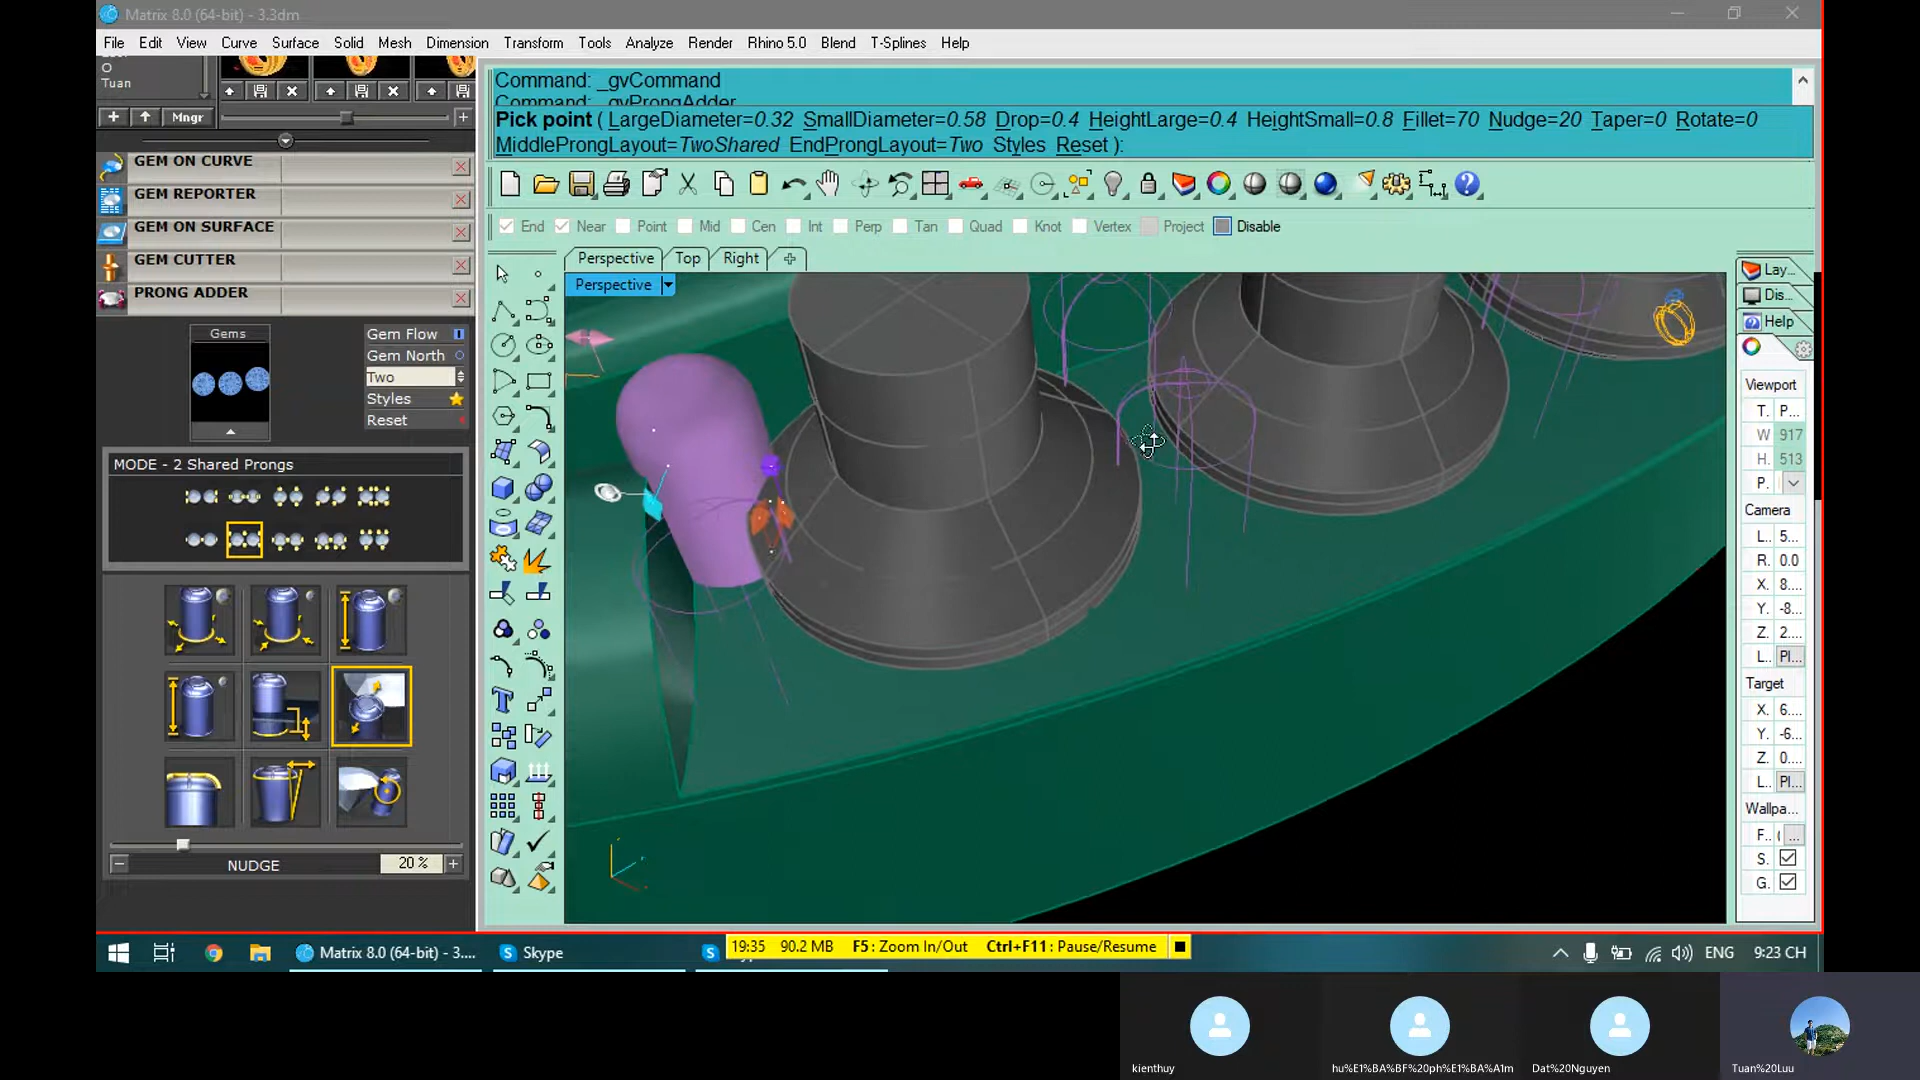 Matrix 8.0 (64-bit) - 3.3dm
File Edit View Curve Surface Solid Mesh Dimension Transform Tools Analyze Render Rhino 5.0 Blend T-Splines Help
O
Tuan
Mngr
GEM ON CURVE
GEM REPORTER
GEM ON SURFACE
GEM CUTTER
PRONG ADDER
Gems
Gem Flow
Gem North
Two
Styles
Reset
MODE - 2 Shared Prongs
NUDGE 20 %
Command: _gvCommand
Command: _gvProngAdder
Pick point ( LargeDiameter=0.32 SmallDiameter=0.58 Drop=0.4 HeightLarge=0.4 HeightSmall=0.8 Fillet=70 Nudge=20 Taper=0 Rotate=0
MiddleProngLayout=TwoShared EndProngLayout=Two Styles Reset ):
End Near Point Mid Cen Int Perp Tan Quad Knot Vertex Project Disable
Perspective Top Right
Perspective
Lay...
Dis...
Help
Viewport
T. P...
W 917
H. 513
P.
Camera
L.. 5...
R. 0.0
X. 8....
Y. -8...
Z. 2....
L.. Pl...
Target
X. 6....
Y. -6...
Z. 0....
L.. Pl...
Wallpa...
F.. ( ...
S..
G.
Matrix 8.0 (64-bit) - 3....
Skype
19:35 90.2 MB F5 : Zoom In/Out Ctrl+F11 : Pause/Resume
ENG
9:23 CH
kienthuy
hu%E1%BA%BF%20ph%E1%BA%A1m
Dat%20Nguyen
Tuan%20Luu